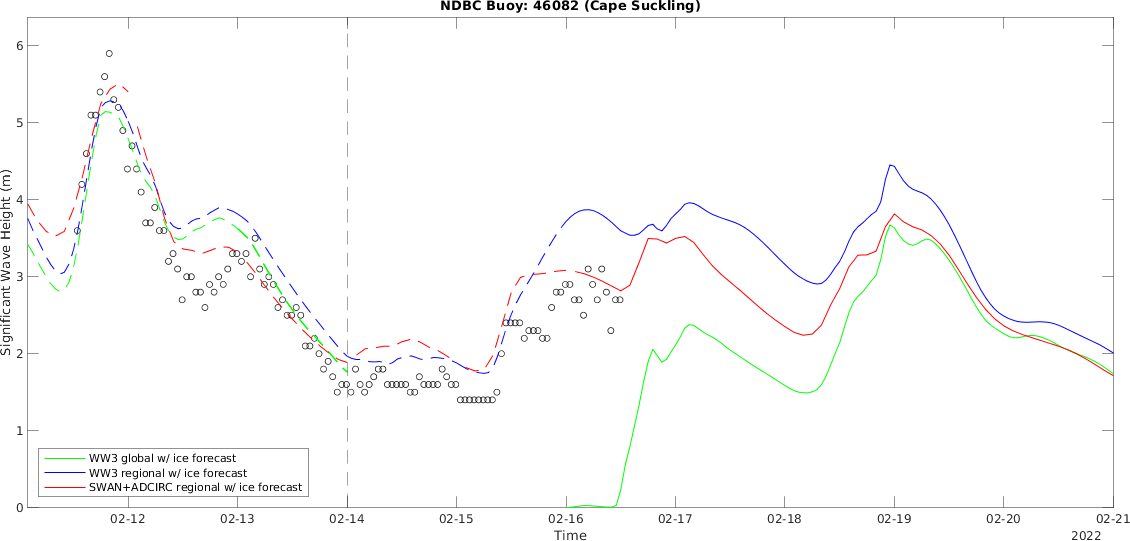 NDBC Buoy: 46082 (Cape Suckling)
Significant Wave Height (m)
6
5
4
3
2
1
0
WW3 global w/ ice forecast
WW3 regional w/ ice forecast
SWAN+ADCIRC regional w/ ice forecast
02-12 02-13 02-14 02-15 02-16 02-17 02-18 02-19 02-20 02-21
Time
2022